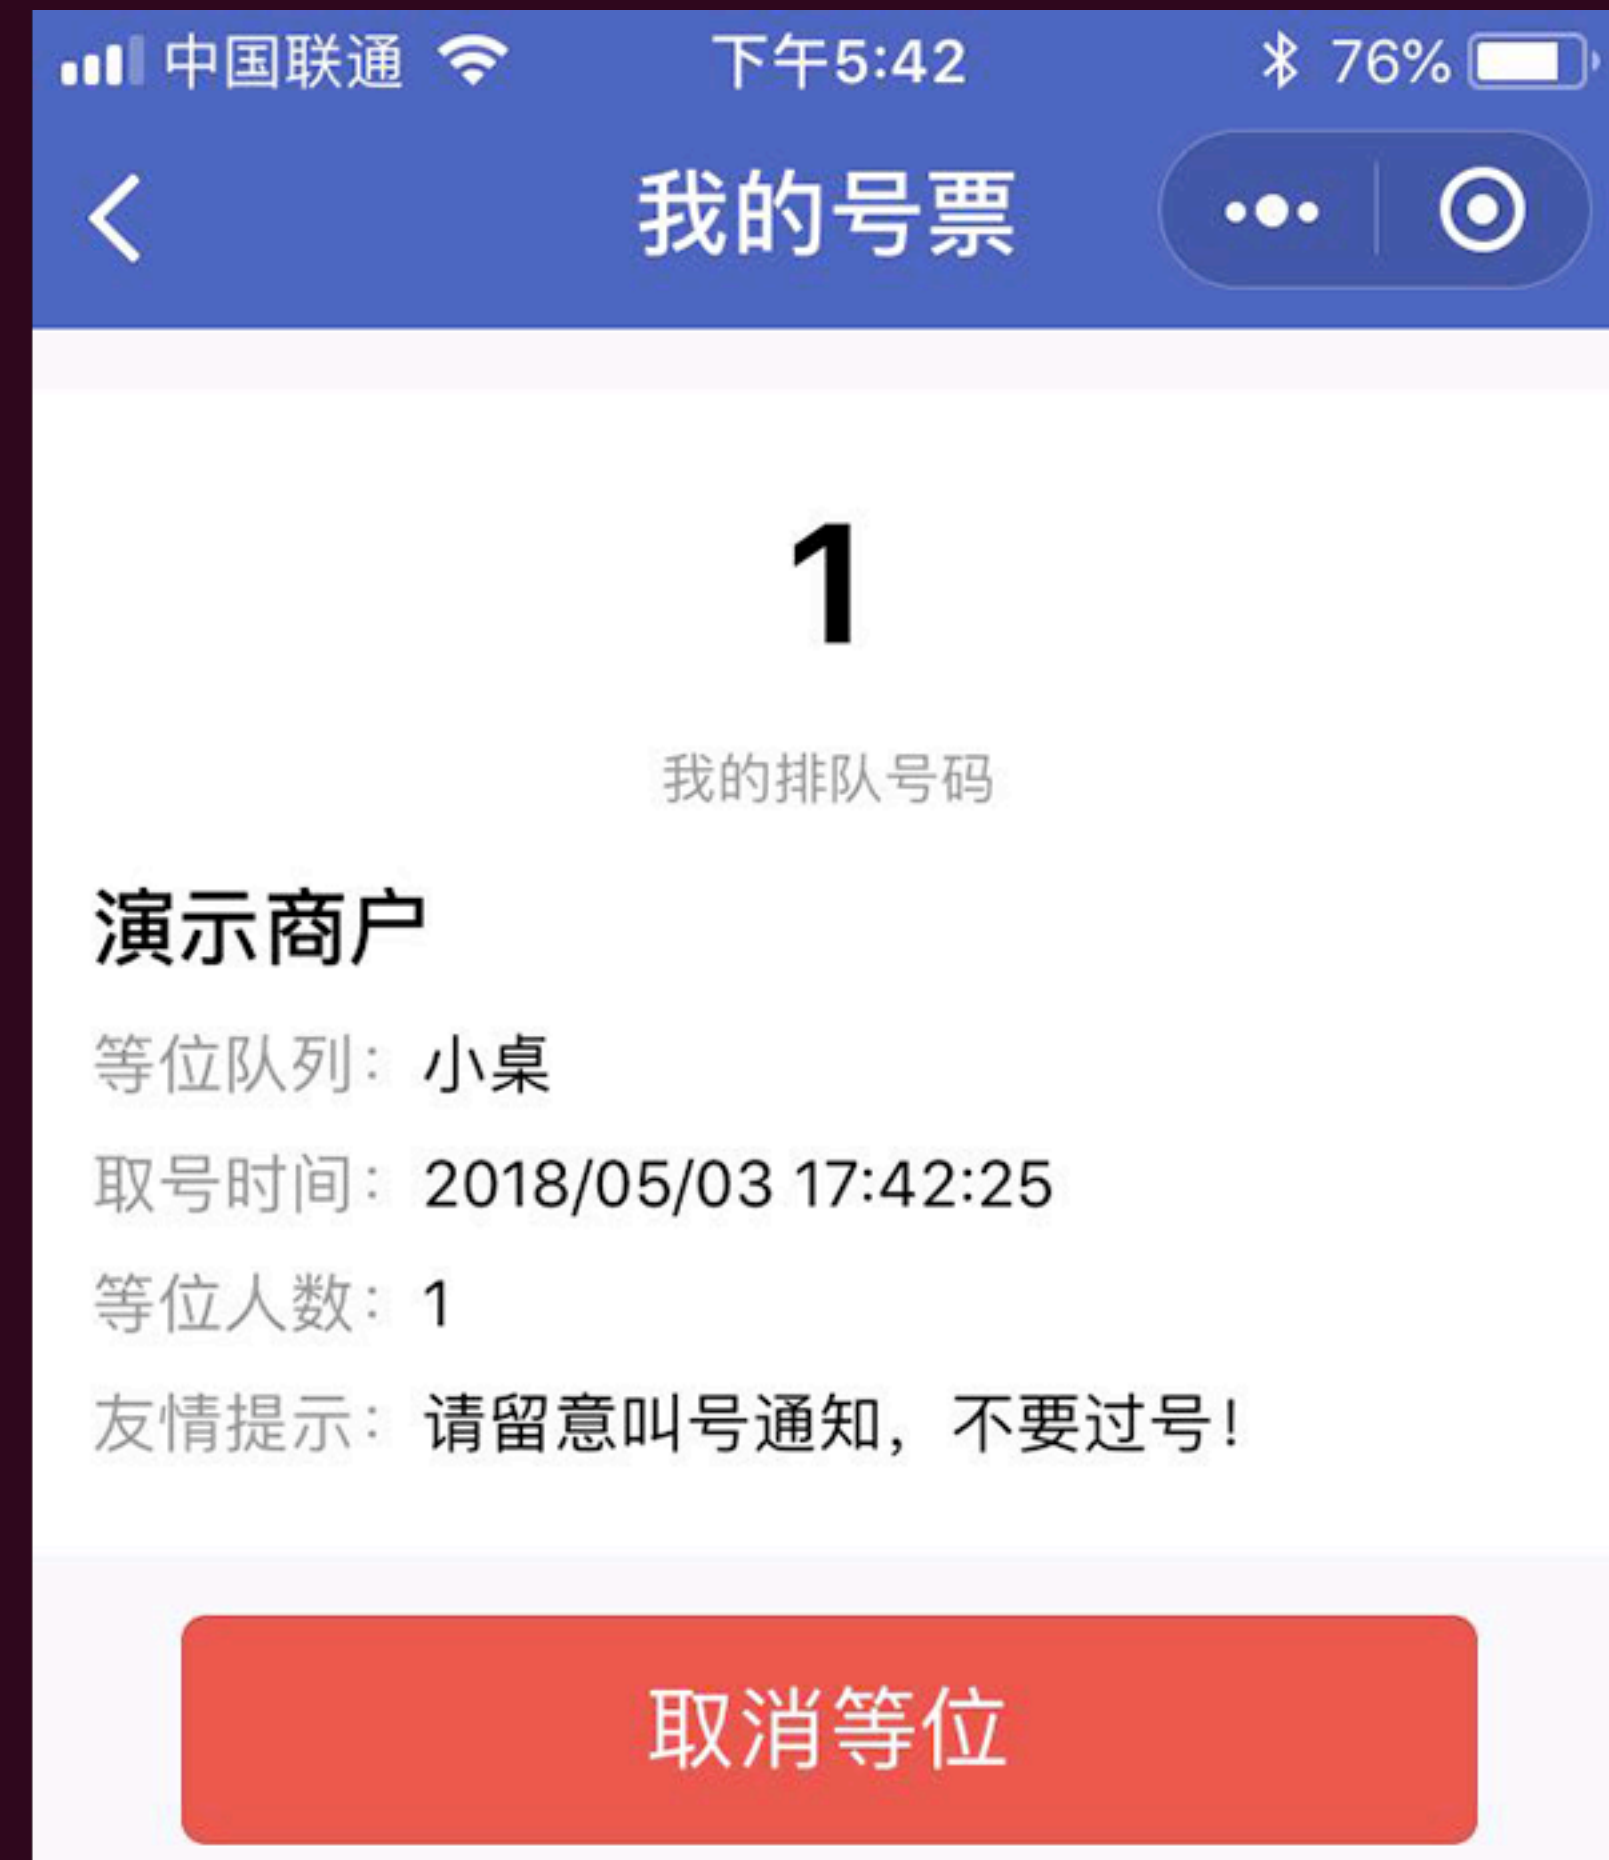 中国联通 下午5:42 76%
我的号票
1
我的排队号码
演示商户
等位队列：小桌
取号时间：2018/05/03 17:42:25
等位人数：1
友情提示：请留意叫号通知，不要过号！
取消等位